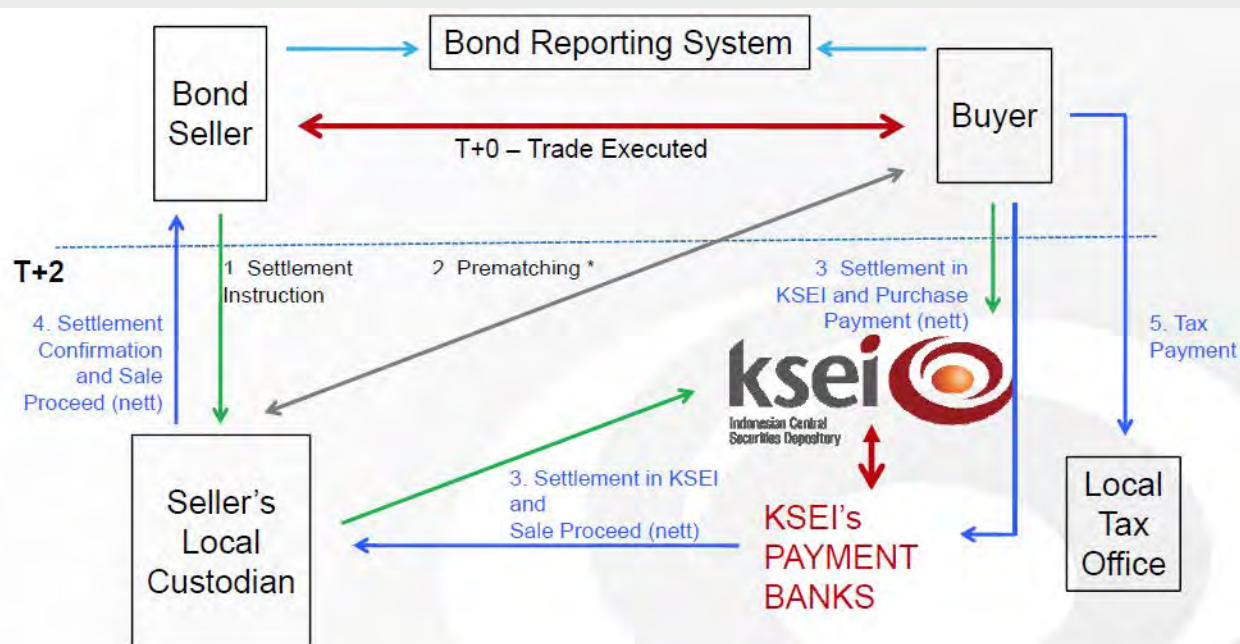 Bond Reporting System
Bond
Seller
Buyer
T+0 – Trade Executed
T+2
1 Settlement
Instruction
2 Prematching *
3 Settlement in
KSEI and Purchase
Payment (nett)
4. Settlement
Confirmation
and Sale
Proceed (nett)
5. Tax
Payment
ksei
Indonesian Central
Securities Depository
3. Settlement in KSEI
and
Sale Proceed (nett)
Seller's
Local
Custodian
KSEI's
PAYMENT
BANKS
Local
Tax
Office